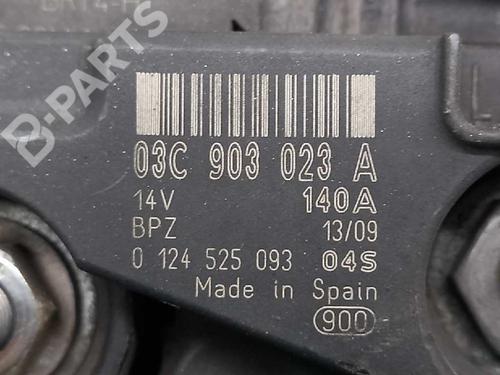 B-PARTS
03C 903 023 A
14V 140A
BPZ 13/09
0 124 525 093 04S
Made in Spain
900
L